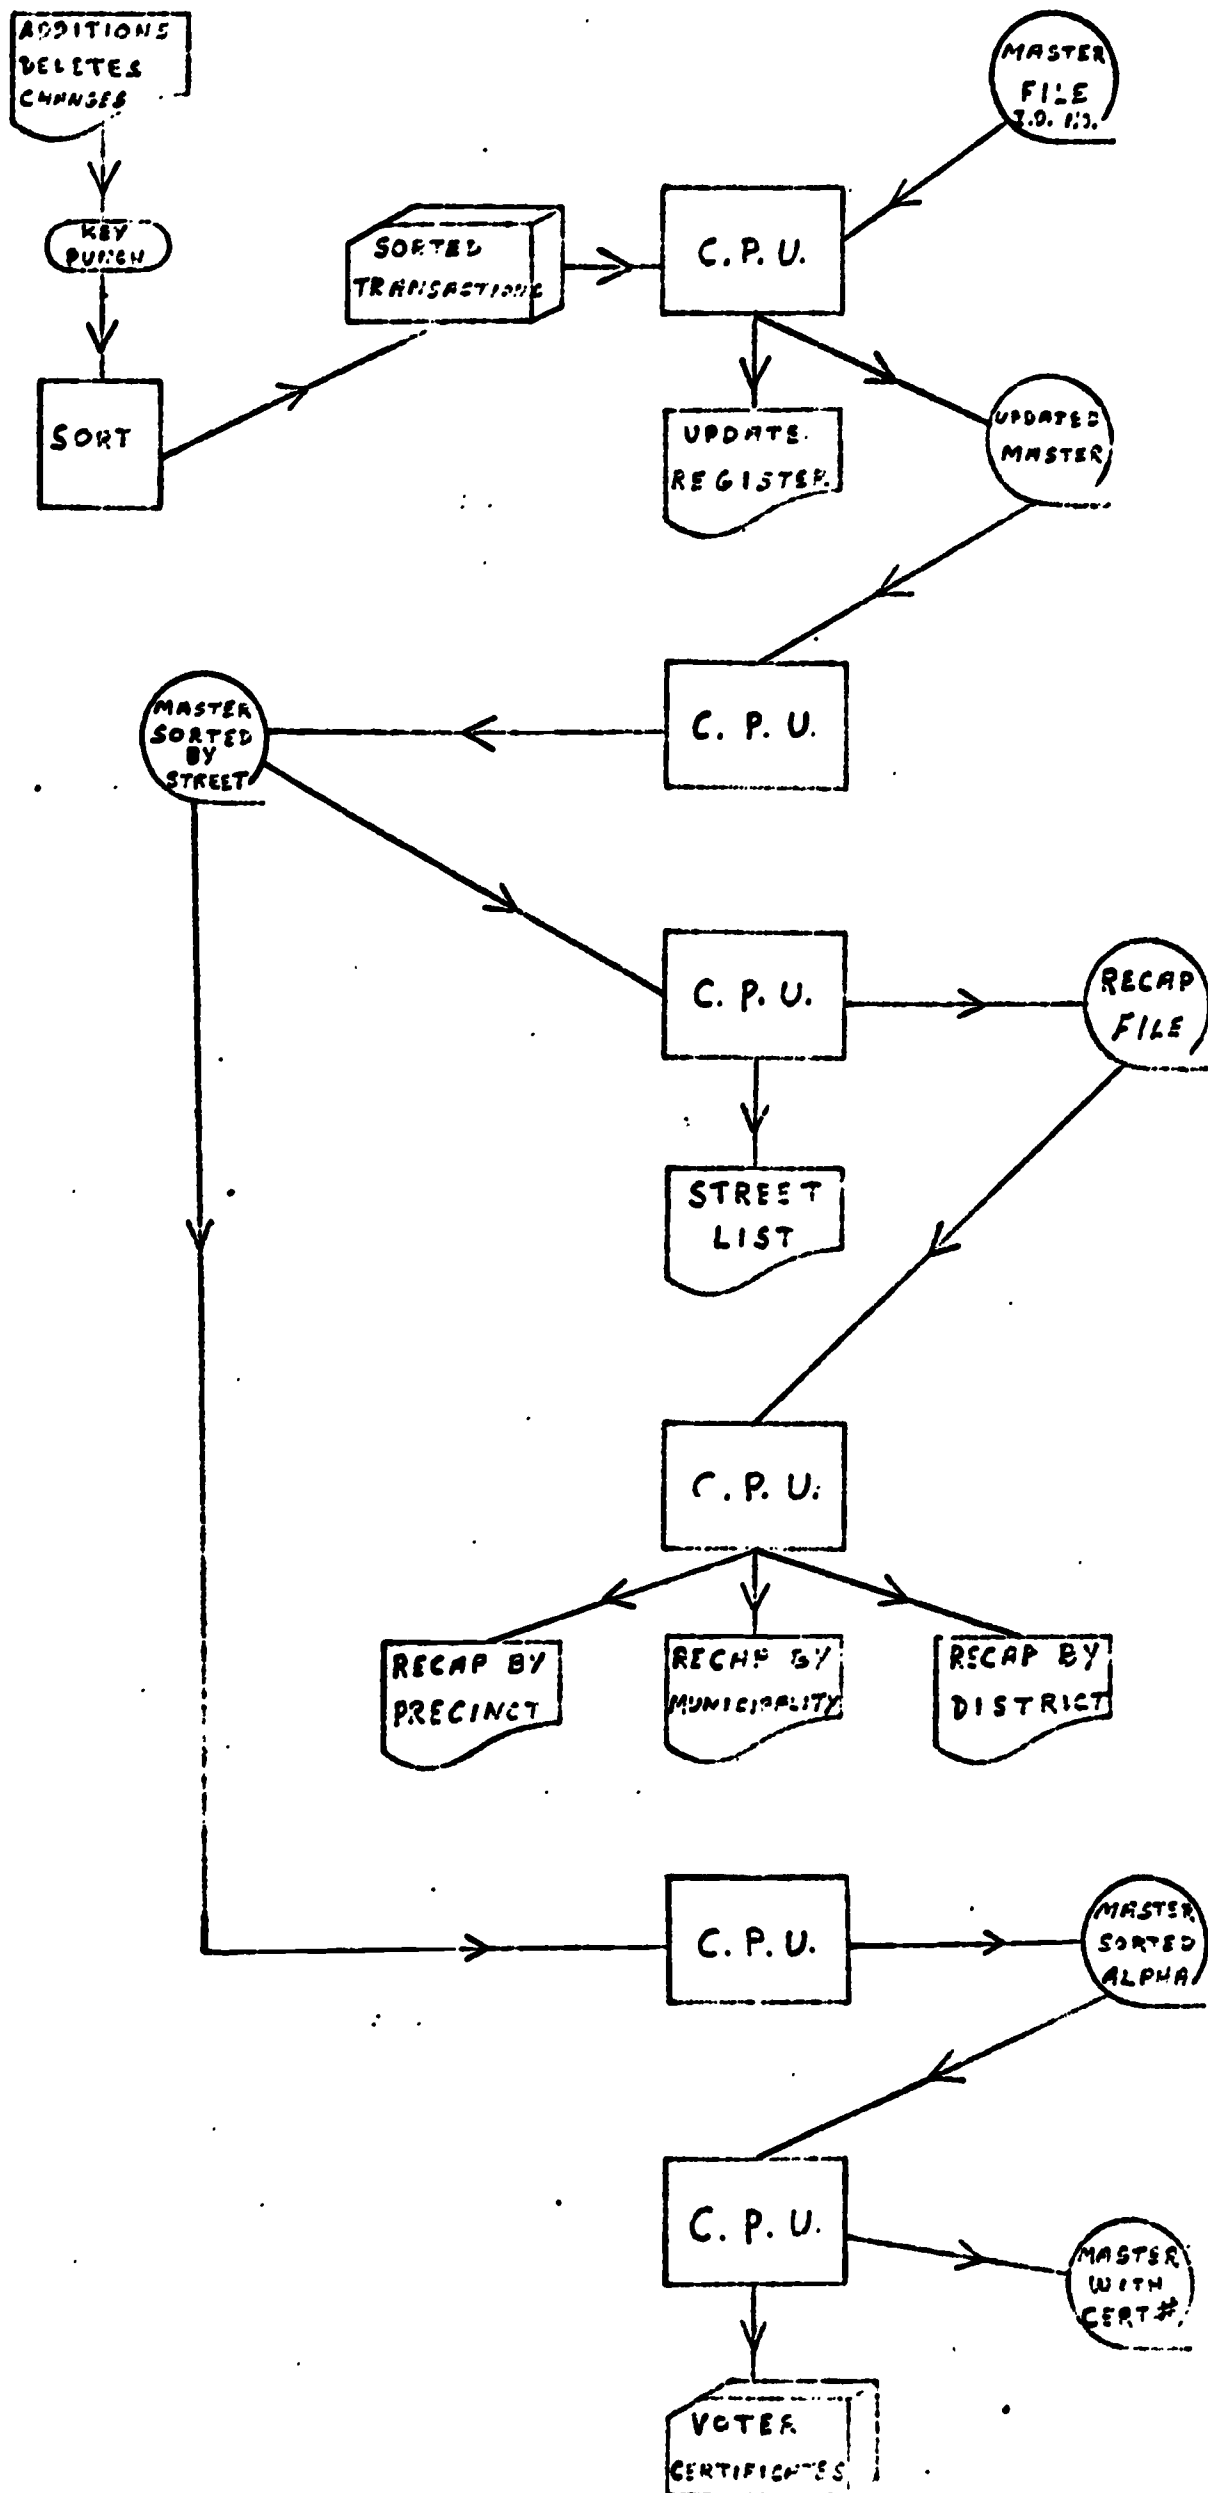 ADDITIONS
DELETES
CHANGES
MASTER
FILE
I.D. NO.
KEY
PUNCH
SORTED
TRANSACTIONS
C.P.U.
SORT
UPDATE
REGISTER
UPDATED
MASTER
C.P.U.
MASTER
SORTED
BY
STREET
C.P.U.
RECAP
FILE
STREET
LIST
C.P.U.
RECAP BY
PRECINCT
RECAP BY
MUNICIPALITY
RECAP BY
DISTRICT
C.P.U.
MASTER
SORTED
ALPHA
C.P.U.
MASTER
WITH
CERT#
VOTER
CERTIFICATES